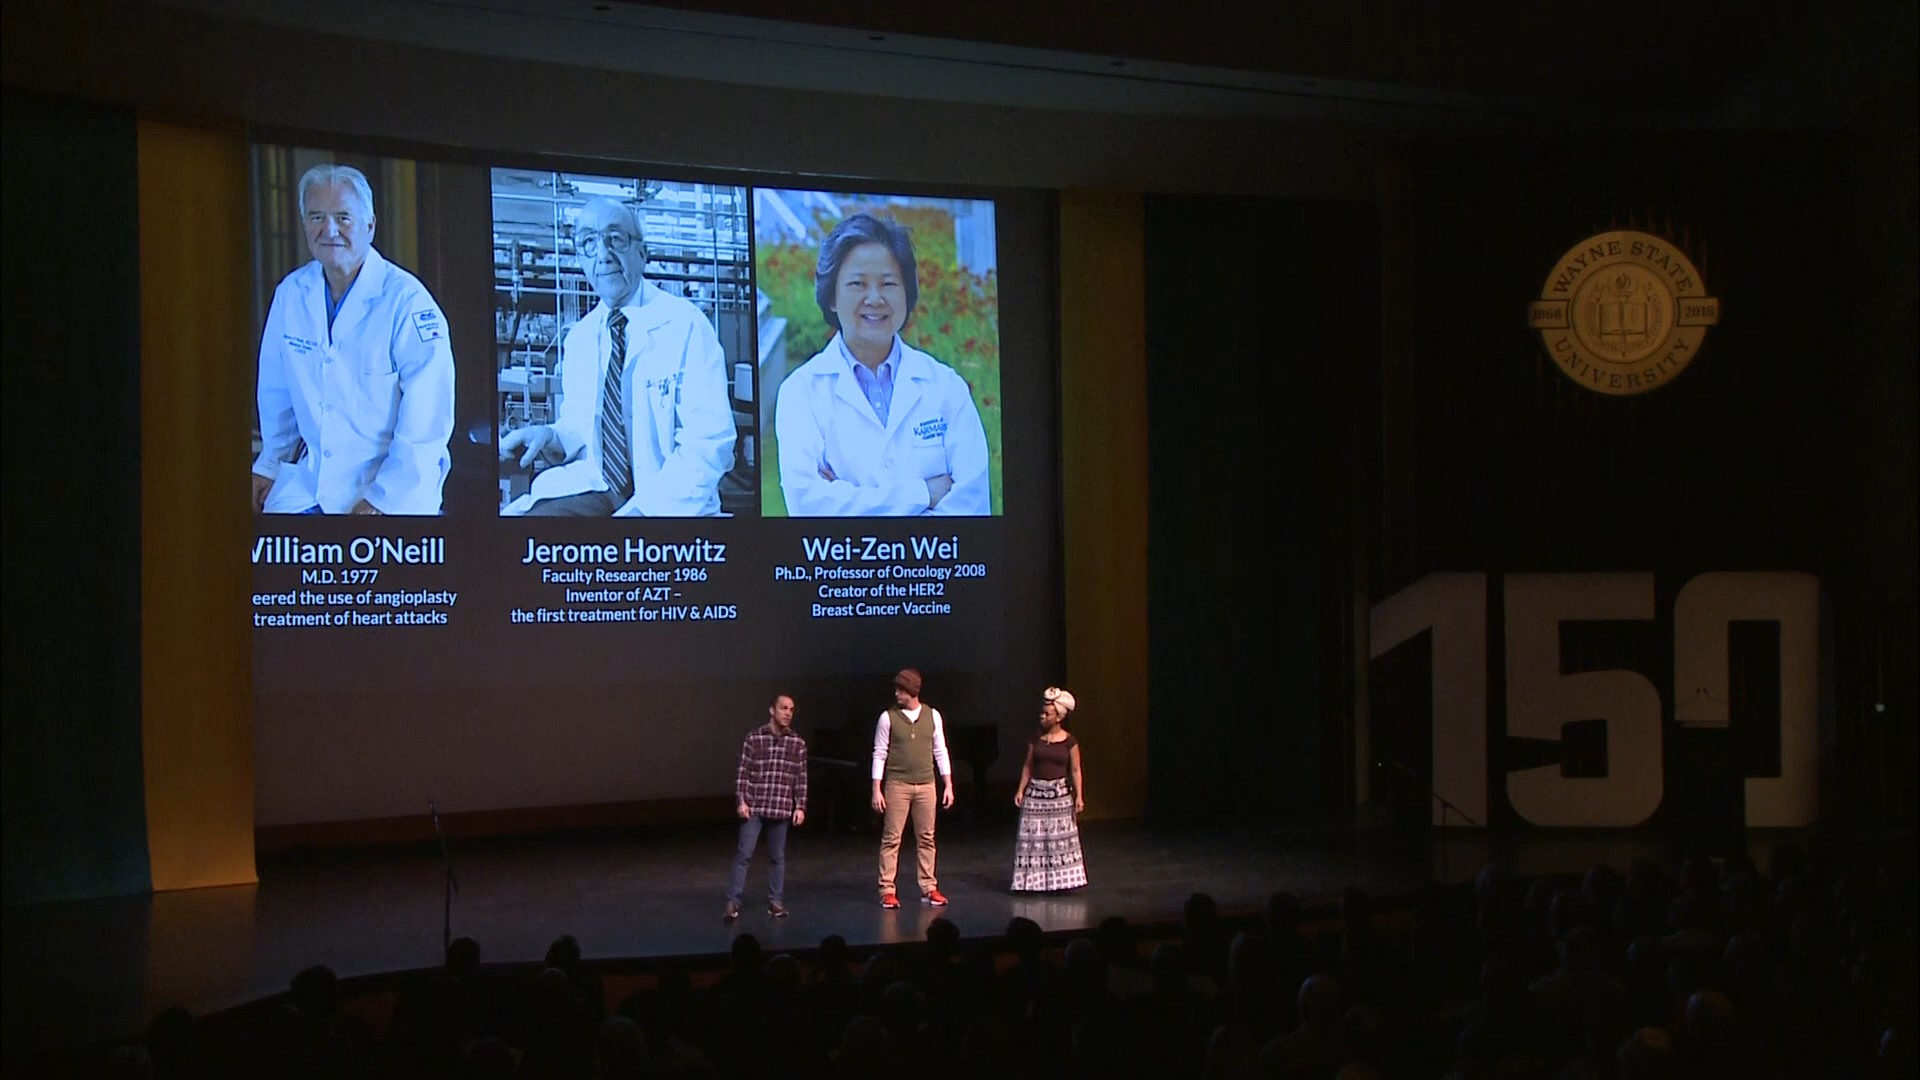 Villiam O'Neill
M.D. 1977
eered the use of angioplasty
treatment of heart attacks
Jerome Horwitz
Faculty Researcher 1986
Inventor of AZT –
the first treatment for HIV & AIDS
Wei-Zen Wei
Ph.D., Professor of Oncology 2008
Creator of the HER2
Breast Cancer Vaccine
KARMANOS
WAYNE STATE
1868 2018
UNIVERSITY
150